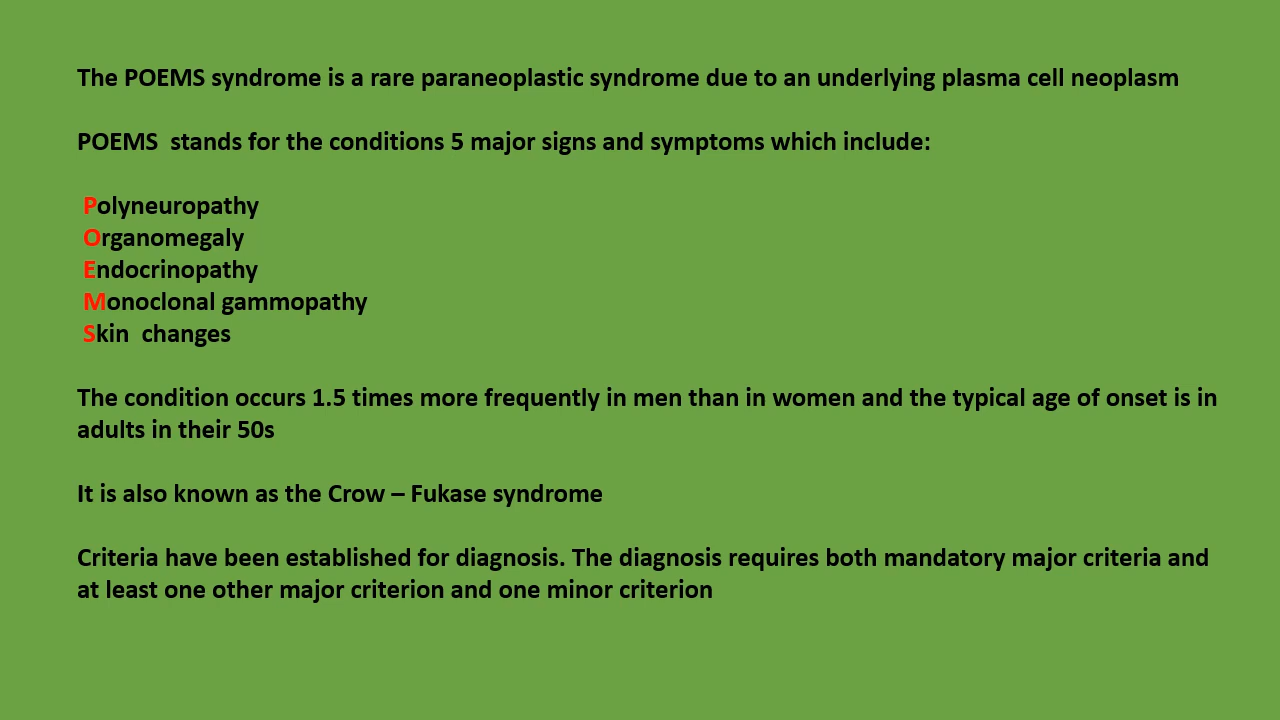 The POEMS syndrome is a rare paraneoplastic syndrome due to an underlying plasma cell neoplasm
POEMS  stands for the conditions 5 major signs and symptoms which include:
Polyneuropathy
Organomegaly
Endocrinopathy
Monoclonal gammopathy
Skin  changes
The condition occurs 1.5 times more frequently in men than in women and the typical age of onset is in
adults in their 50s
It is also known as the Crow – Fukase syndrome
Criteria have been established for diagnosis. The diagnosis requires both mandatory major criteria and
at least one other major criterion and one minor criterion